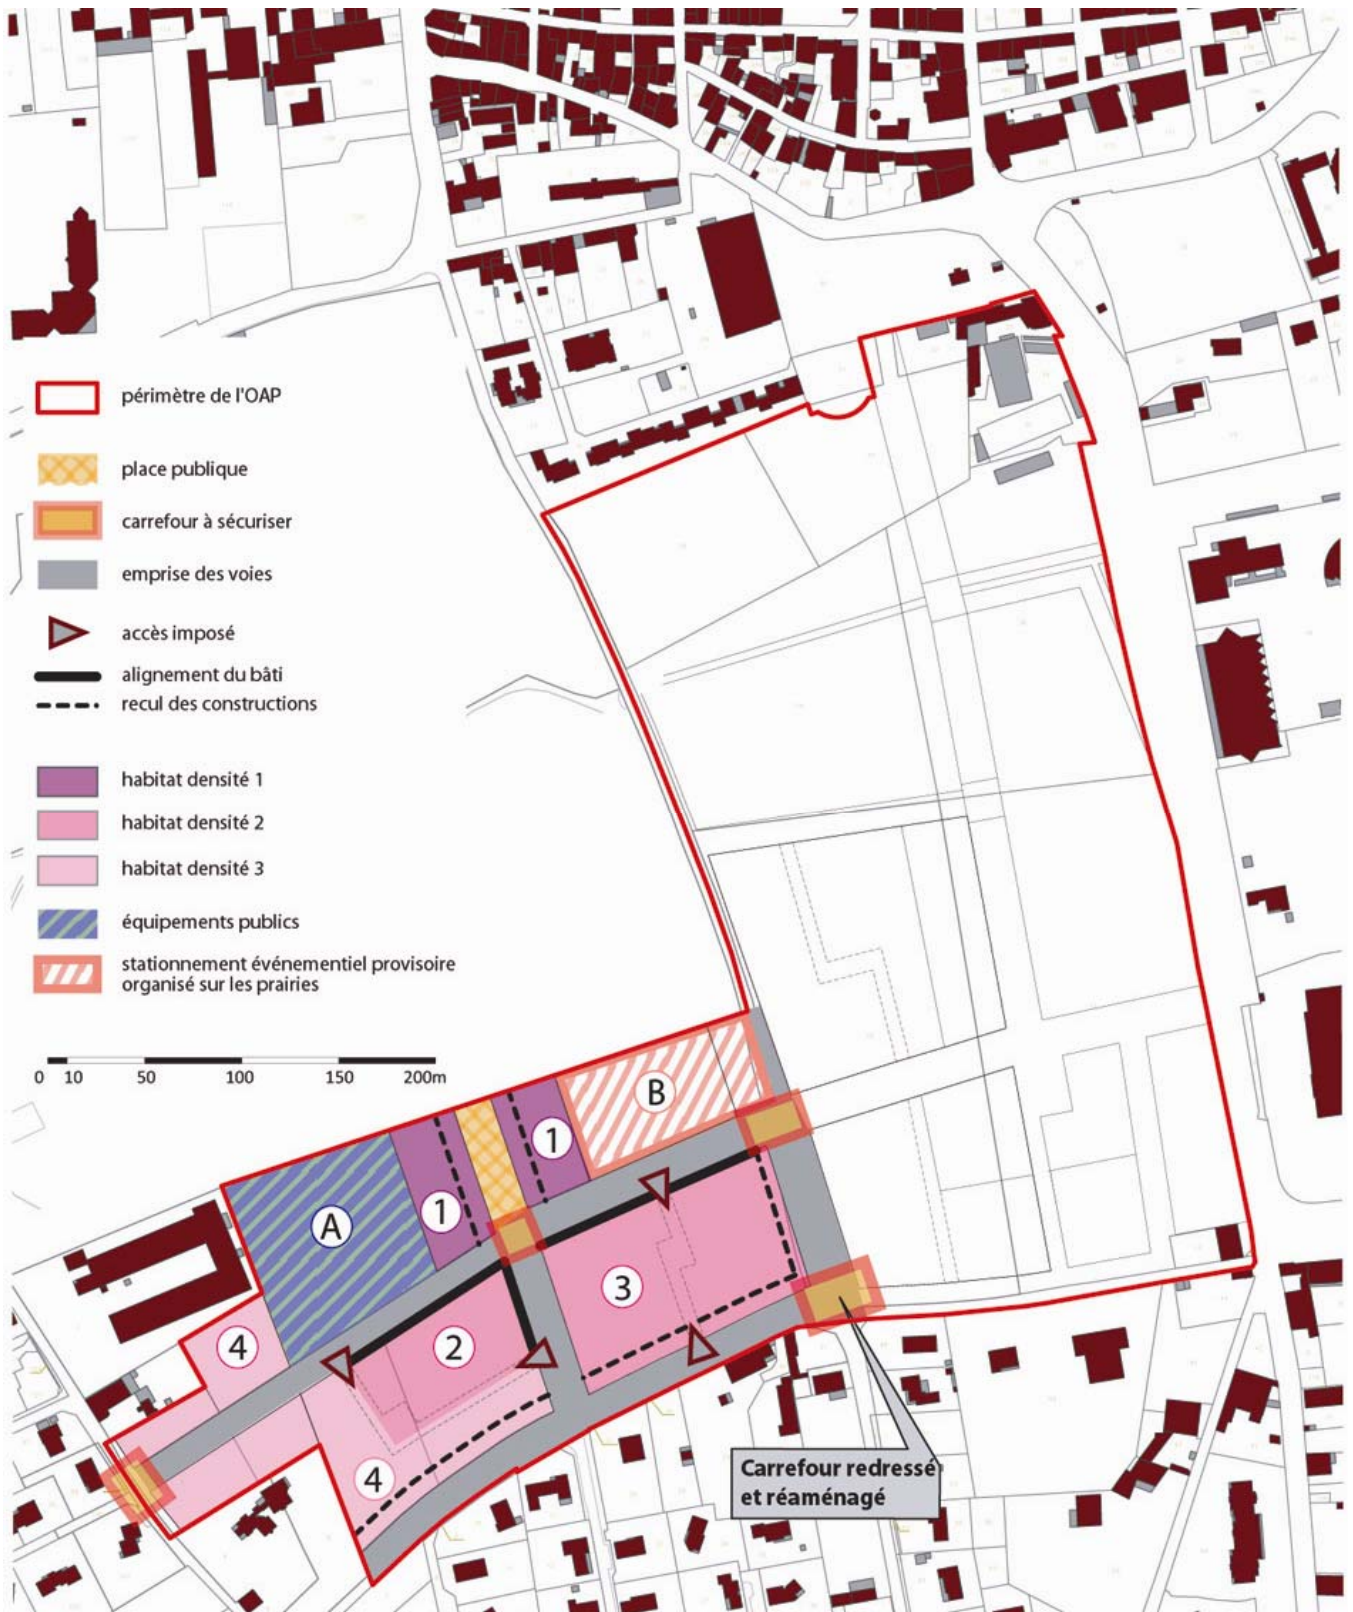 périmètre de l'OAP
place publique
carrefour à sécuriser
emprise des voies
accès imposé
alignement du bâti
recul des constructions
habitat densité 1
habitat densité 2
habitat densité 3
équipements publics
stationnement événementiel provisoire
organisé sur les prairies
0 10 50 100 150 200m
B
1
A
1
3
4
2
4
Carrefour redressé
et réaménagé